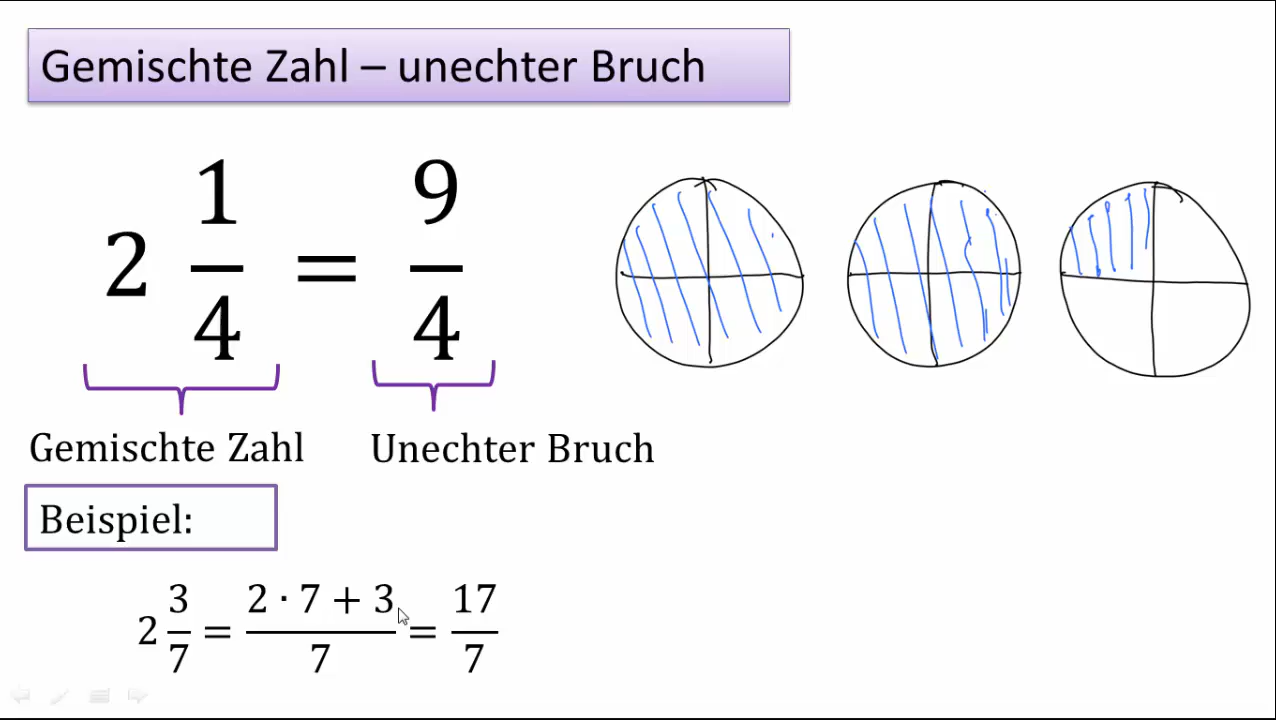 Gemischte Zahl – unechter Bruch
2 1/4 = 9/4
Gemischte Zahl
Unechter Bruch
Beispiel:
2 3/7 = (2 · 7 + 3)/7 = 17/7